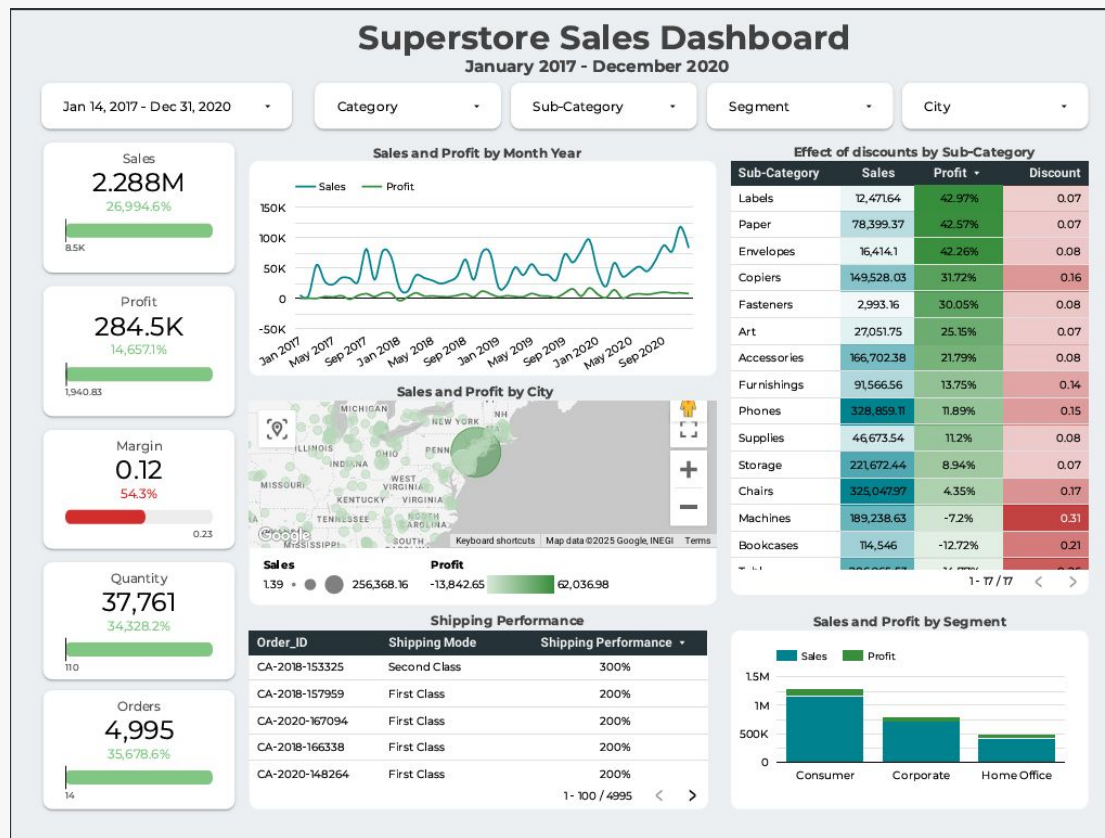 Superstore Sales Dashboard
January 2017 - December 2020
Jan 14, 2017 - Dec 31, 2020
Category
Sub-Category
Segment
City
Sales
2.288M
26,994.6%
8.5K
Profit
284.5K
14,657.1%
1,940.83
Margin
0.12
54.3%
0.23
Quantity
37,761
34,328.2%
110
Orders
4,995
35,678.6%
14
Sales and Profit by Month Year
Sales Profit
150K
100K
50K
0
-50K
Jan 2017 May 2017 Sep 2017 Jan 2018 May 2018 Sep 2018 Jan 2019 May 2019 Sep 2019 Jan 2020 May 2020 Sep 2020
Sales and Profit by City
MICHIGAN
NH
NEW YORK
MA
ILLINOIS
OHIO
PENN
INDIANA
MISSOURI
WEST
VIRGINIA
KENTUCKY VIRGINIA
TENNESSEE
NORTH
CAROLINA
MISSISSIPPI
SOUTH
Google
Keyboard shortcuts Map data ©2025 Google, INEGI Terms
Sales
1.39 256,368.16
Profit
-13,842.65 62,036.98
Shipping Performance
Order_ID Shipping Mode Shipping Performance
CA-2018-153325 Second Class 300%
CA-2018-157959 First Class 200%
CA-2020-167094 First Class 200%
CA-2018-166338 First Class 200%
CA-2020-148264 First Class 200%
1 - 100 / 4995
Effect of discounts by Sub-Category
Sub-Category Sales Profit Discount
Labels 12,471.64 42.97% 0.07
Paper 78,399.37 42.57% 0.07
Envelopes 16,414.1 42.26% 0.08
Copiers 149,528.03 31.72% 0.16
Fasteners 2,993.16 30.05% 0.08
Art 27,051.75 25.15% 0.07
Accessories 166,702.38 21.79% 0.08
Furnishings 91,566.56 13.75% 0.14
Phones 328,859.11 11.89% 0.15
Supplies 46,673.54 11.2% 0.08
Storage 221,672.44 8.94% 0.07
Chairs 325,047.97 4.35% 0.17
Machines 189,238.63 -7.2% 0.31
Bookcases 114,546 -12.72% 0.21
1 - 17 / 17
Sales and Profit by Segment
Sales Profit
1.5M
1M
500K
0
Consumer Corporate Home Office